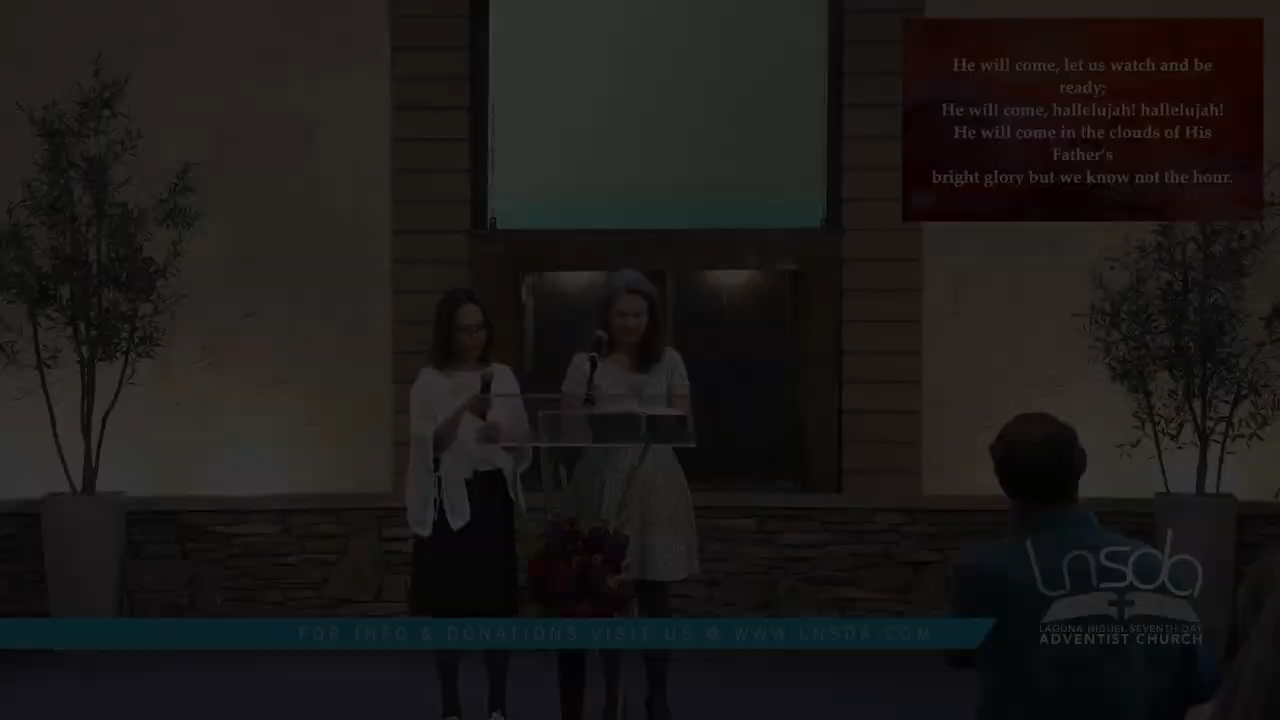 He will come, let us watch and be
ready;
He will come, hallelujah! hallelujah!
He will come in the clouds of His
Father's
bright glory but we know not the hour.
lnsda
LAGUNA NIGUEL SEVENTH DAY
ADVENTIST CHURCH
FOR INFO & DONATIONS VISIT US @ WWW.LNSDA.COM